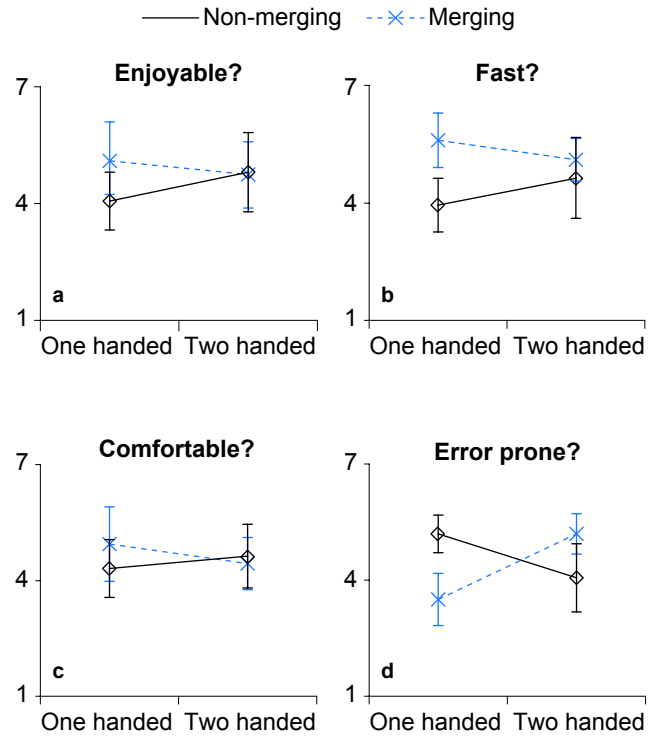 Non-merging Merging
Enjoyable? Fast?
7 7
4 4
1 1
a b
One handed Two handed One handed Two handed
Comfortable? Error prone?
7 7
4 4
1 1
c d
One handed Two handed One handed Two handed